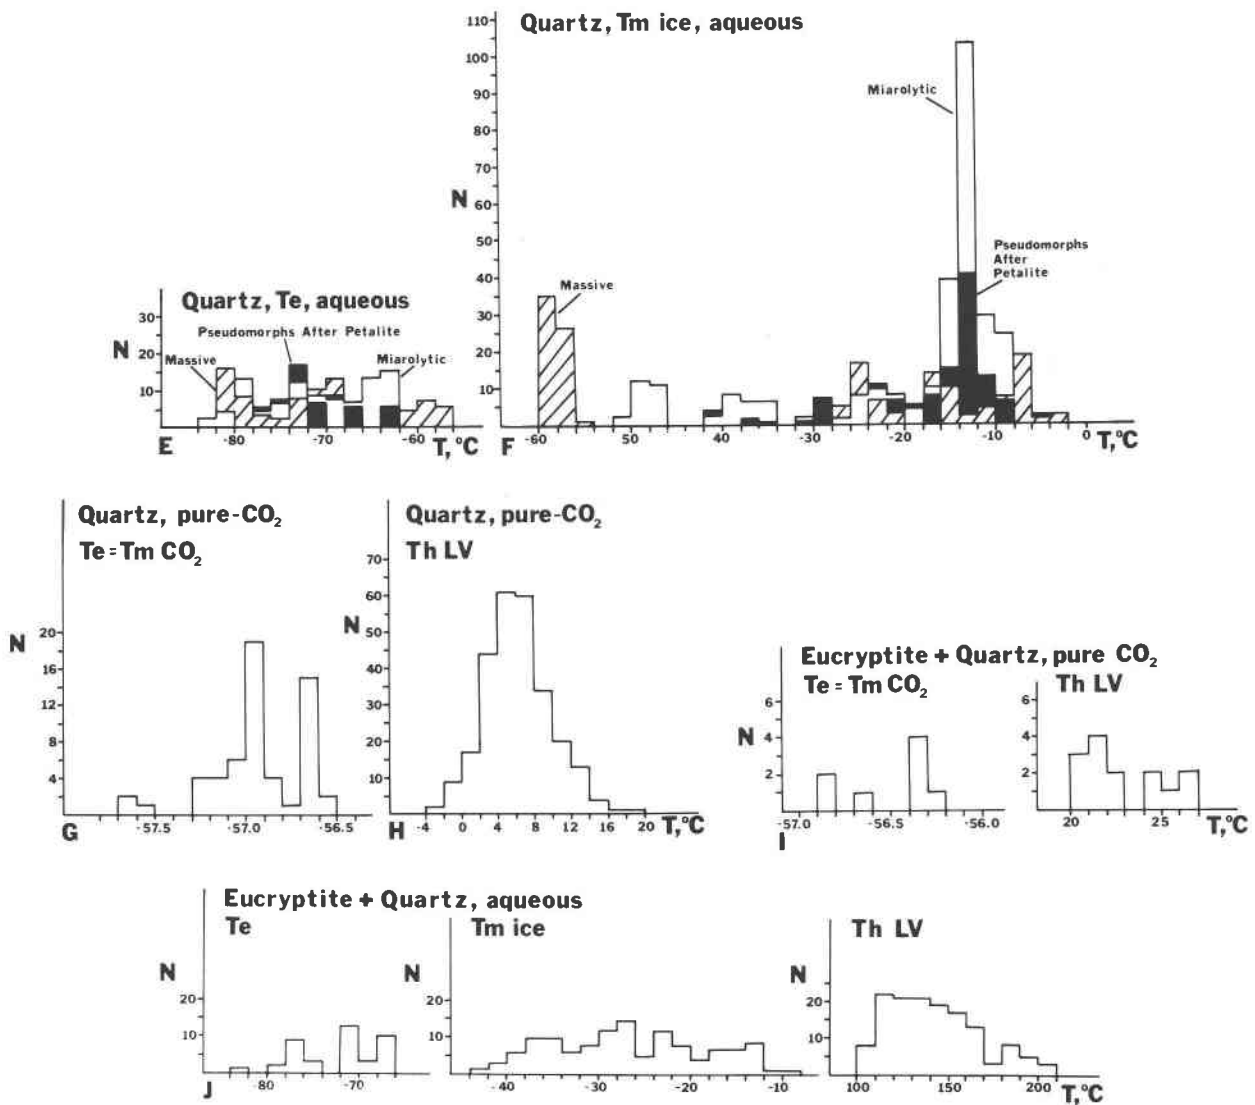 Quartz, Tm ice, aqueous
110
100
90
80
70
60
50
40
30
20
10
N
Miarolytic
Pseudomorphs
After
Petalite
Massive
-60
50
40
-30
-20
-10
0
T,°C
F
Quartz, Te, aqueous
Pseudomorphs After Petalite
Massive
Miarolytic
N
30
20
10
-80
-70
-60
T,°C
E
Quartz, pure-CO₂
Te=Tm CO₂
N
20
16
12
8
4
-57.5
-57.0
-56.5
G
Quartz, pure-CO₂
Th LV
N
70
60
50
40
30
20
10
-4
0
4
8
12
16
20
T,°C
H
Eucryptite + Quartz, pure CO₂
Te=Tm CO₂
N
6
4
2
-57.0
-56.5
-56.0
I
Th LV
6
4
2
20
25
T,°C
Eucryptite + Quartz, aqueous
Te
N
20
10
-80
-70
J
Tm ice
N
20
10
-40
-30
-20
-10
Th LV
N
20
10
100
150
200
T,°C